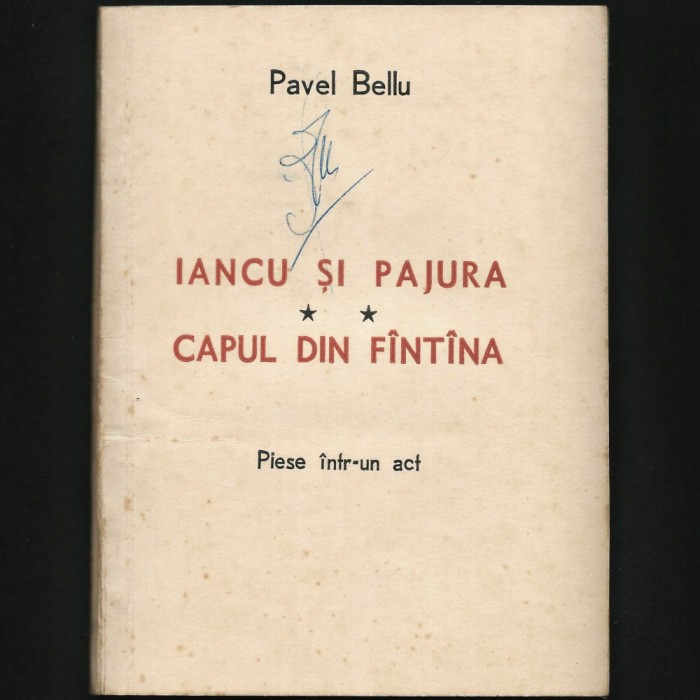 Pavel Bellu
IANCU ȘI PAJURA
★ ★
CAPUL DIN FÎNTÎNA
Piese într-un act